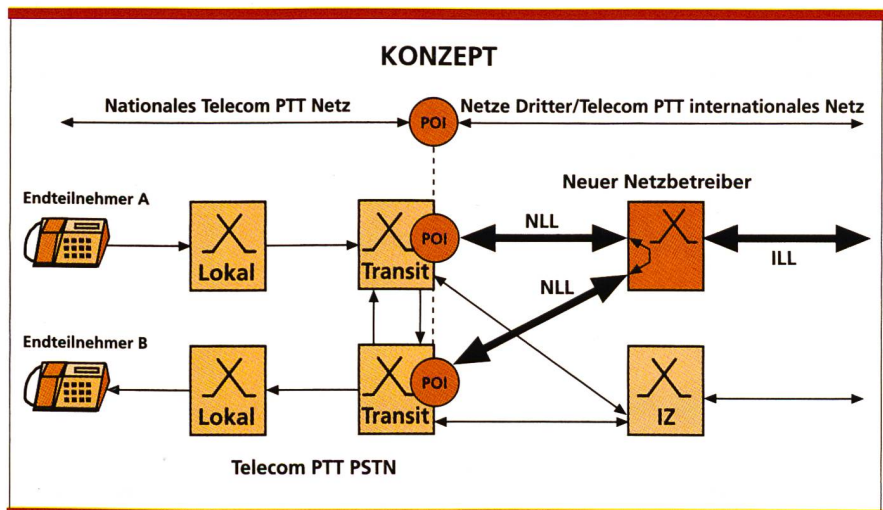 KONZEPT
Nationales Telecom PTT Netz
POI
Netze Dritter/Telecom PTT internationales Netz
Neuer Netzbetreiber
Endteilnehmer A
Lokal
Transit
POI
NLL
ILL
NLL
Endteilnehmer B
Lokal
Transit
POI
IZ
Telecom PTT PSTN